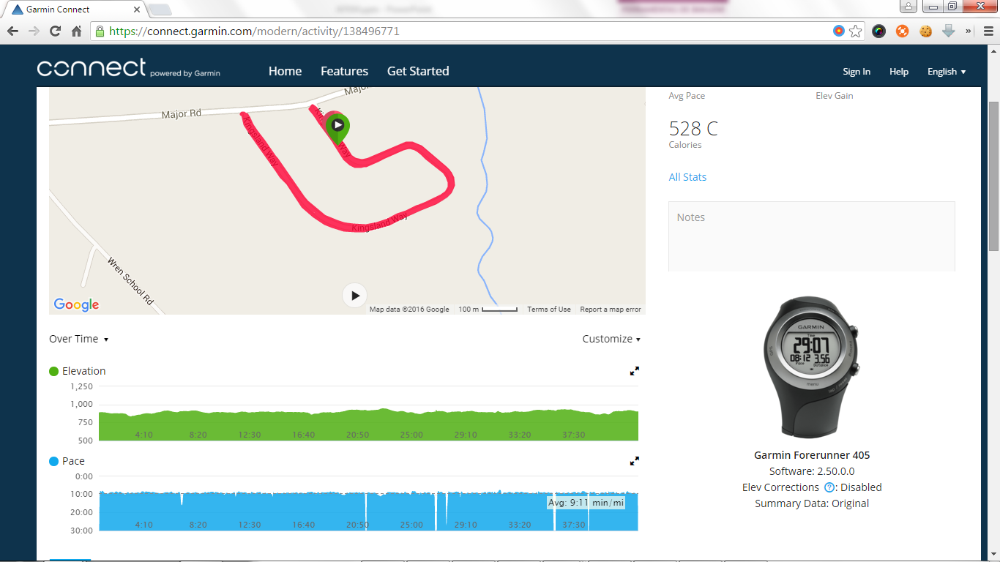 Garmin Connect
https://connect.garmin.com/modern/activity/138496771
connect powered by Garmin
Home Features Get Started
Sign In Help English
Major Rd
Major
Kingsland Way
Way
Kingsland Way
Wren School Rd
Google
Map data ©2016 Google 100 m Terms of Use Report a map error
Avg Pace Elev Gain
528 C
Calories
All Stats
Notes
Over Time Customize
Elevation
1,250
1,000
750
500
4:10 8:20 12:30 16:40 20:50 25:00 29:10 33:20 37:30
Pace
0:00
10:00
20:00
30:00
Avg: 9:11 min/mi
4:10 8:20 12:30 16:40 20:50 25:00 29:10 33:20 37:30
GARMIN
Time
29:07
08:12 3.56
Pace Distance
menu
Garmin Forerunner 405
Software: 2.50.0.0
Elev Corrections ?: Disabled
Summary Data: Original